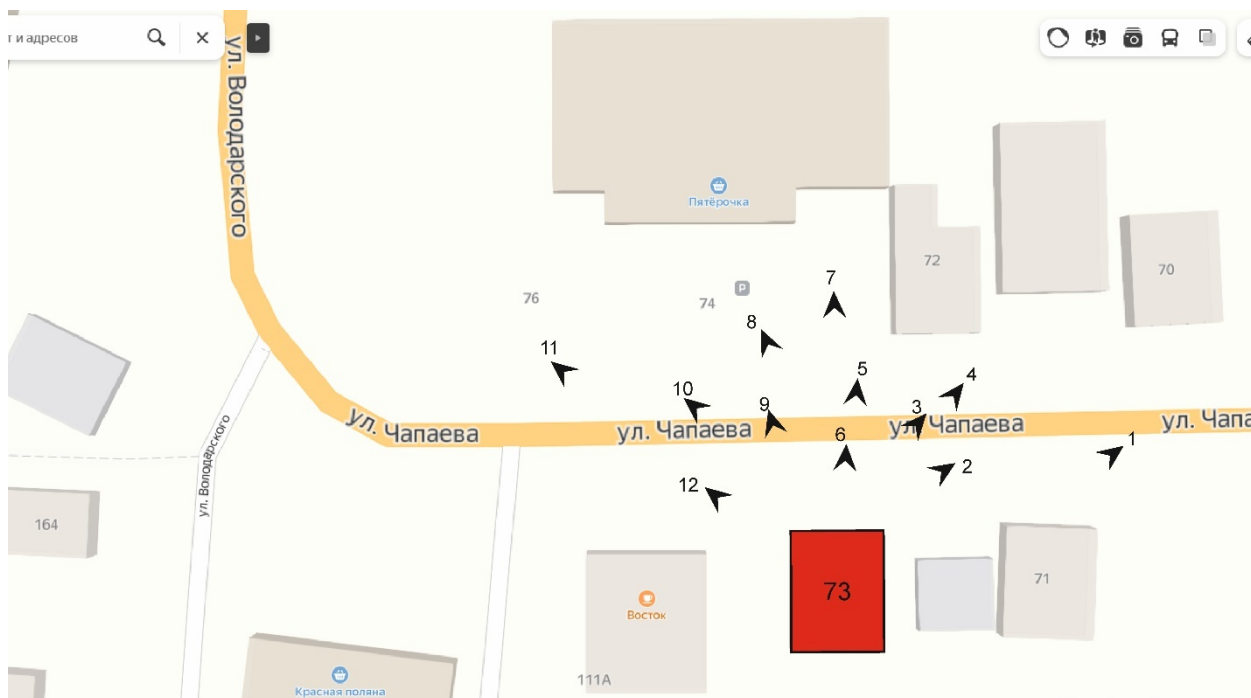 т и адресов
ул. Володарского
Пятёрочка
72
70
7
76
74
P
8
11
5
4
10
9
3
ул. Чапаева
ул. Чапаева
ул. Чапаева
ул. Чапа
6
1
2
12
ул. Володарского
164
73
71
Восток
111А
Красная поляна